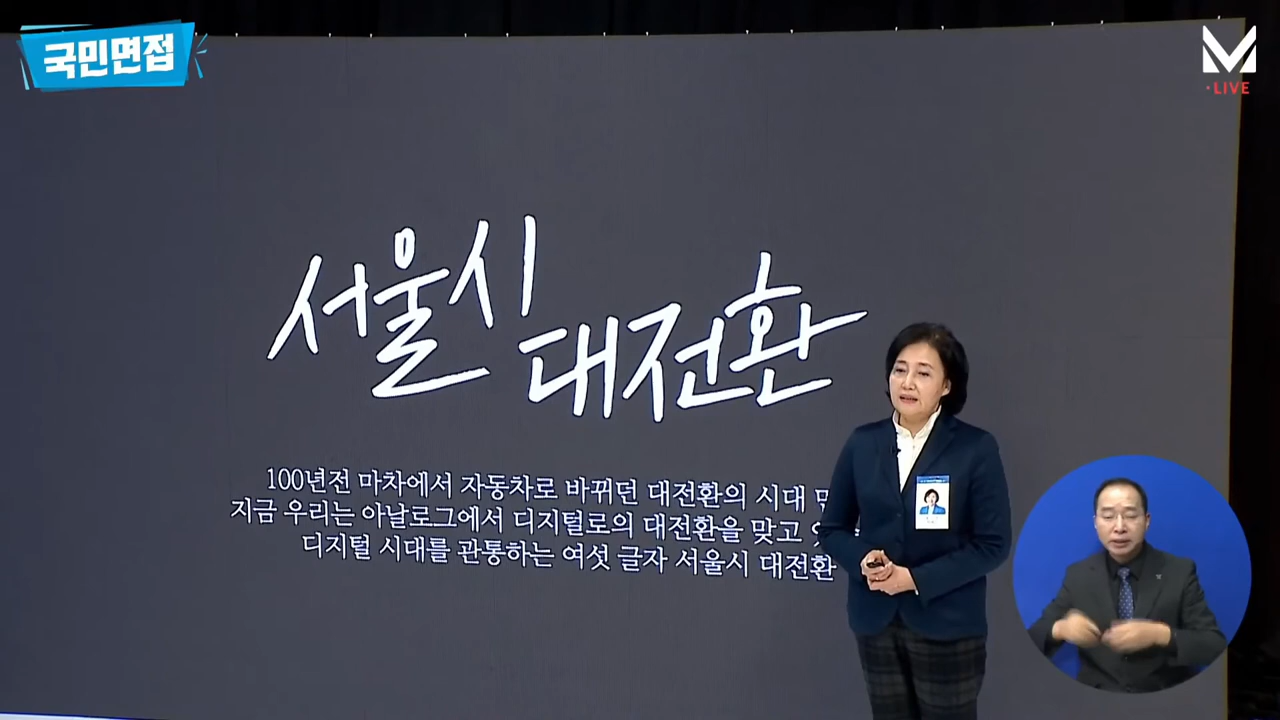 국민면접
LIVE
서울시
대전환
100년전 마차에서 자동차로 바뀌던 대전환의 시대
지금 우리는 아날로그에서 디지털로의 대전환을 맞고
디지털 시대를 관통하는 여섯 글자 서울시 대전환